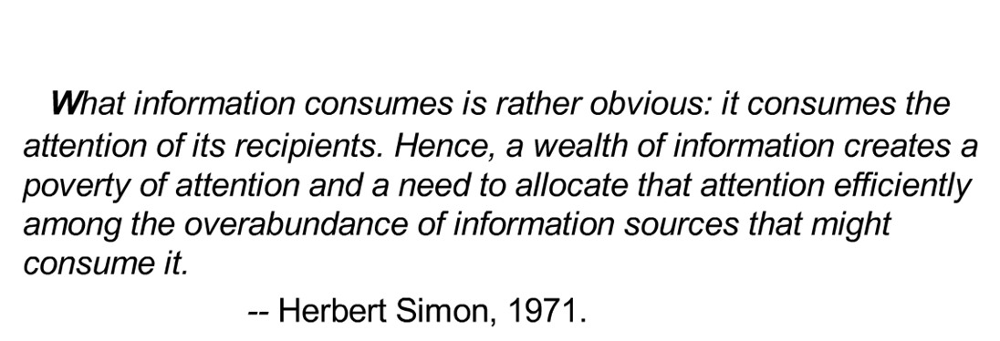 What information consumes is rather obvious: it consumes the
attention of its recipients. Hence, a wealth of information creates a
poverty of attention and a need to allocate that attention efficiently
among the overabundance of information sources that might
consume it.
-- Herbert Simon, 1971.